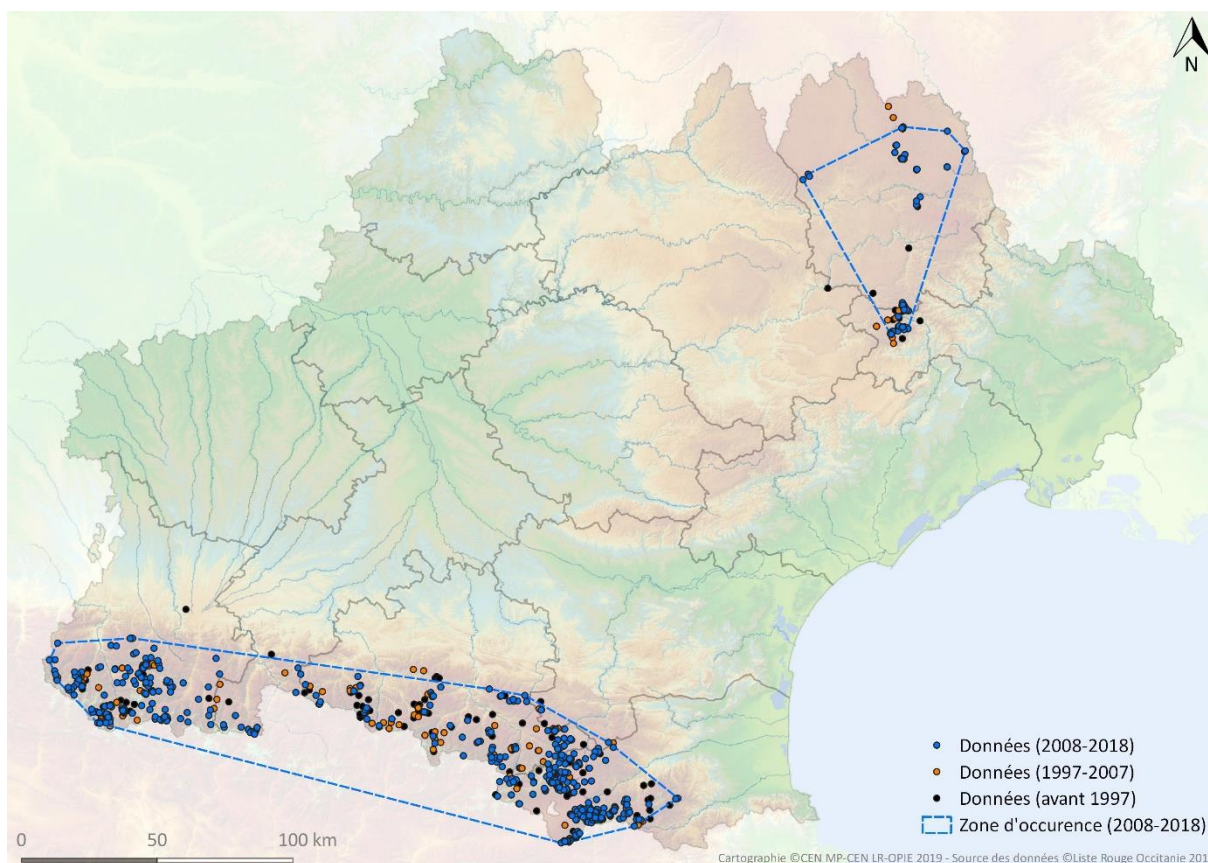 N
Données (2008-2018)
Données (1997-2007)
Données (avant 1997)
Zone d'occurence (2008-2018)
0 50 100 km
Cartographie ©CEN MP-CEN LR-OPIE 2019 - Source des données ©Liste Rouge Occitanie 201